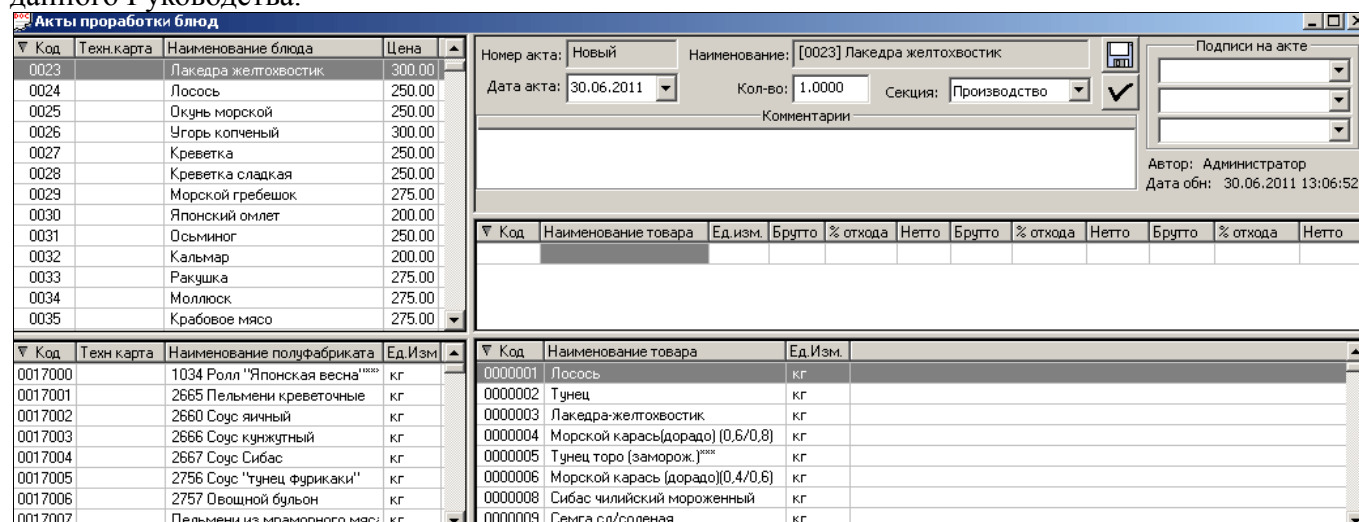 данного Руководства.
Акты проработки блюд
Код Техн.карта Наименование блюда Цена
0023 Лакедра желтохвостик 300.00
0024 Лосось 250.00
0025 Окунь морской 250.00
0026 Угорь копченый 300.00
0027 Креветка 250.00
0028 Креветка сладкая 250.00
0029 Морской гребешок 275.00
0030 Японский омлет 200.00
0031 Осьминог 250.00
0032 Кальмар 200.00
0033 Ракушка 275.00
0034 Моллюск 275.00
0035 Крабовое мясо 275.00
Номер акта: Новый Наименование: [0023] Лакедра желтохвостик
Дата акта: 30.06.2011 Кол-во: 1.0000 Секция: Производство
Комментарии
Подписи на акте
Автор: Администратор
Дата обн: 30.06.2011 13:06:52
Код Наименование товара Ед.изм. Брутто % отхода Нетто Брутто % отхода Нетто Брутто % отхода Нетто
Код Техн карта Наименование полуфабриката Ед.Изм
0017000 1034 Ролл "Японская весна"*** кг
0017001 2665 Пельмени креветочные кг
0017002 2660 Соус яичный кг
0017003 2666 Соус кунжутный кг
0017004 2667 Соус Сибас кг
0017005 2756 Соус "тунец фурикаки" кг
0017006 2757 Овощной бульон кг
0017007 Пельмени из мраморного кг
Код Наименование товара Ед.Изм.
0000001 Лосось кг
0000002 Тунец кг
0000003 Лакедра-желтохвостик кг
0000004 Морской карась(дорадо) (0,6/0,8) кг
0000005 Тунец торо (заморож.)*** кг
0000006 Морской карась (дорадо)(0,4/0,6) кг
0000008 Сибас чилийский мороженный кг
0000009 Семга сл/соленая кг